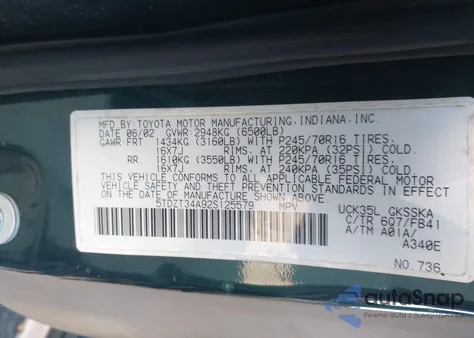 MFD.BY:TOYOTA MOTOR MANUFACTURING.INDIANA.INC.
DATE 06/02 GVWR 2948KG (6500LB)
GAWR:FRT. 1434KG (3160LB) WITH P245/70R16 TIRES.
16X7J RIMS. AT 220KPA (32PSI) COLD.
RR. 1610KG (3550LB) WITH P245/70R16 TIRES.
16X7J RIMS. AT 240KPA (35PSI) COLD.
THIS VEHICLE CONFORMS TO ALL APPLICABLE FEDERAL MOTOR
VEHICLE SAFETY AND THEFT PREVENTION STANDARDS IN EFFECT
ON THE DATE OF MANUFACTURE SHOWN ABOVE.
5TDZT34A92S125579 MPV
UCK35L GKSSKA
C/TR 607/FB41
A/TM A01A/
A340E
NO.736
autoSnap